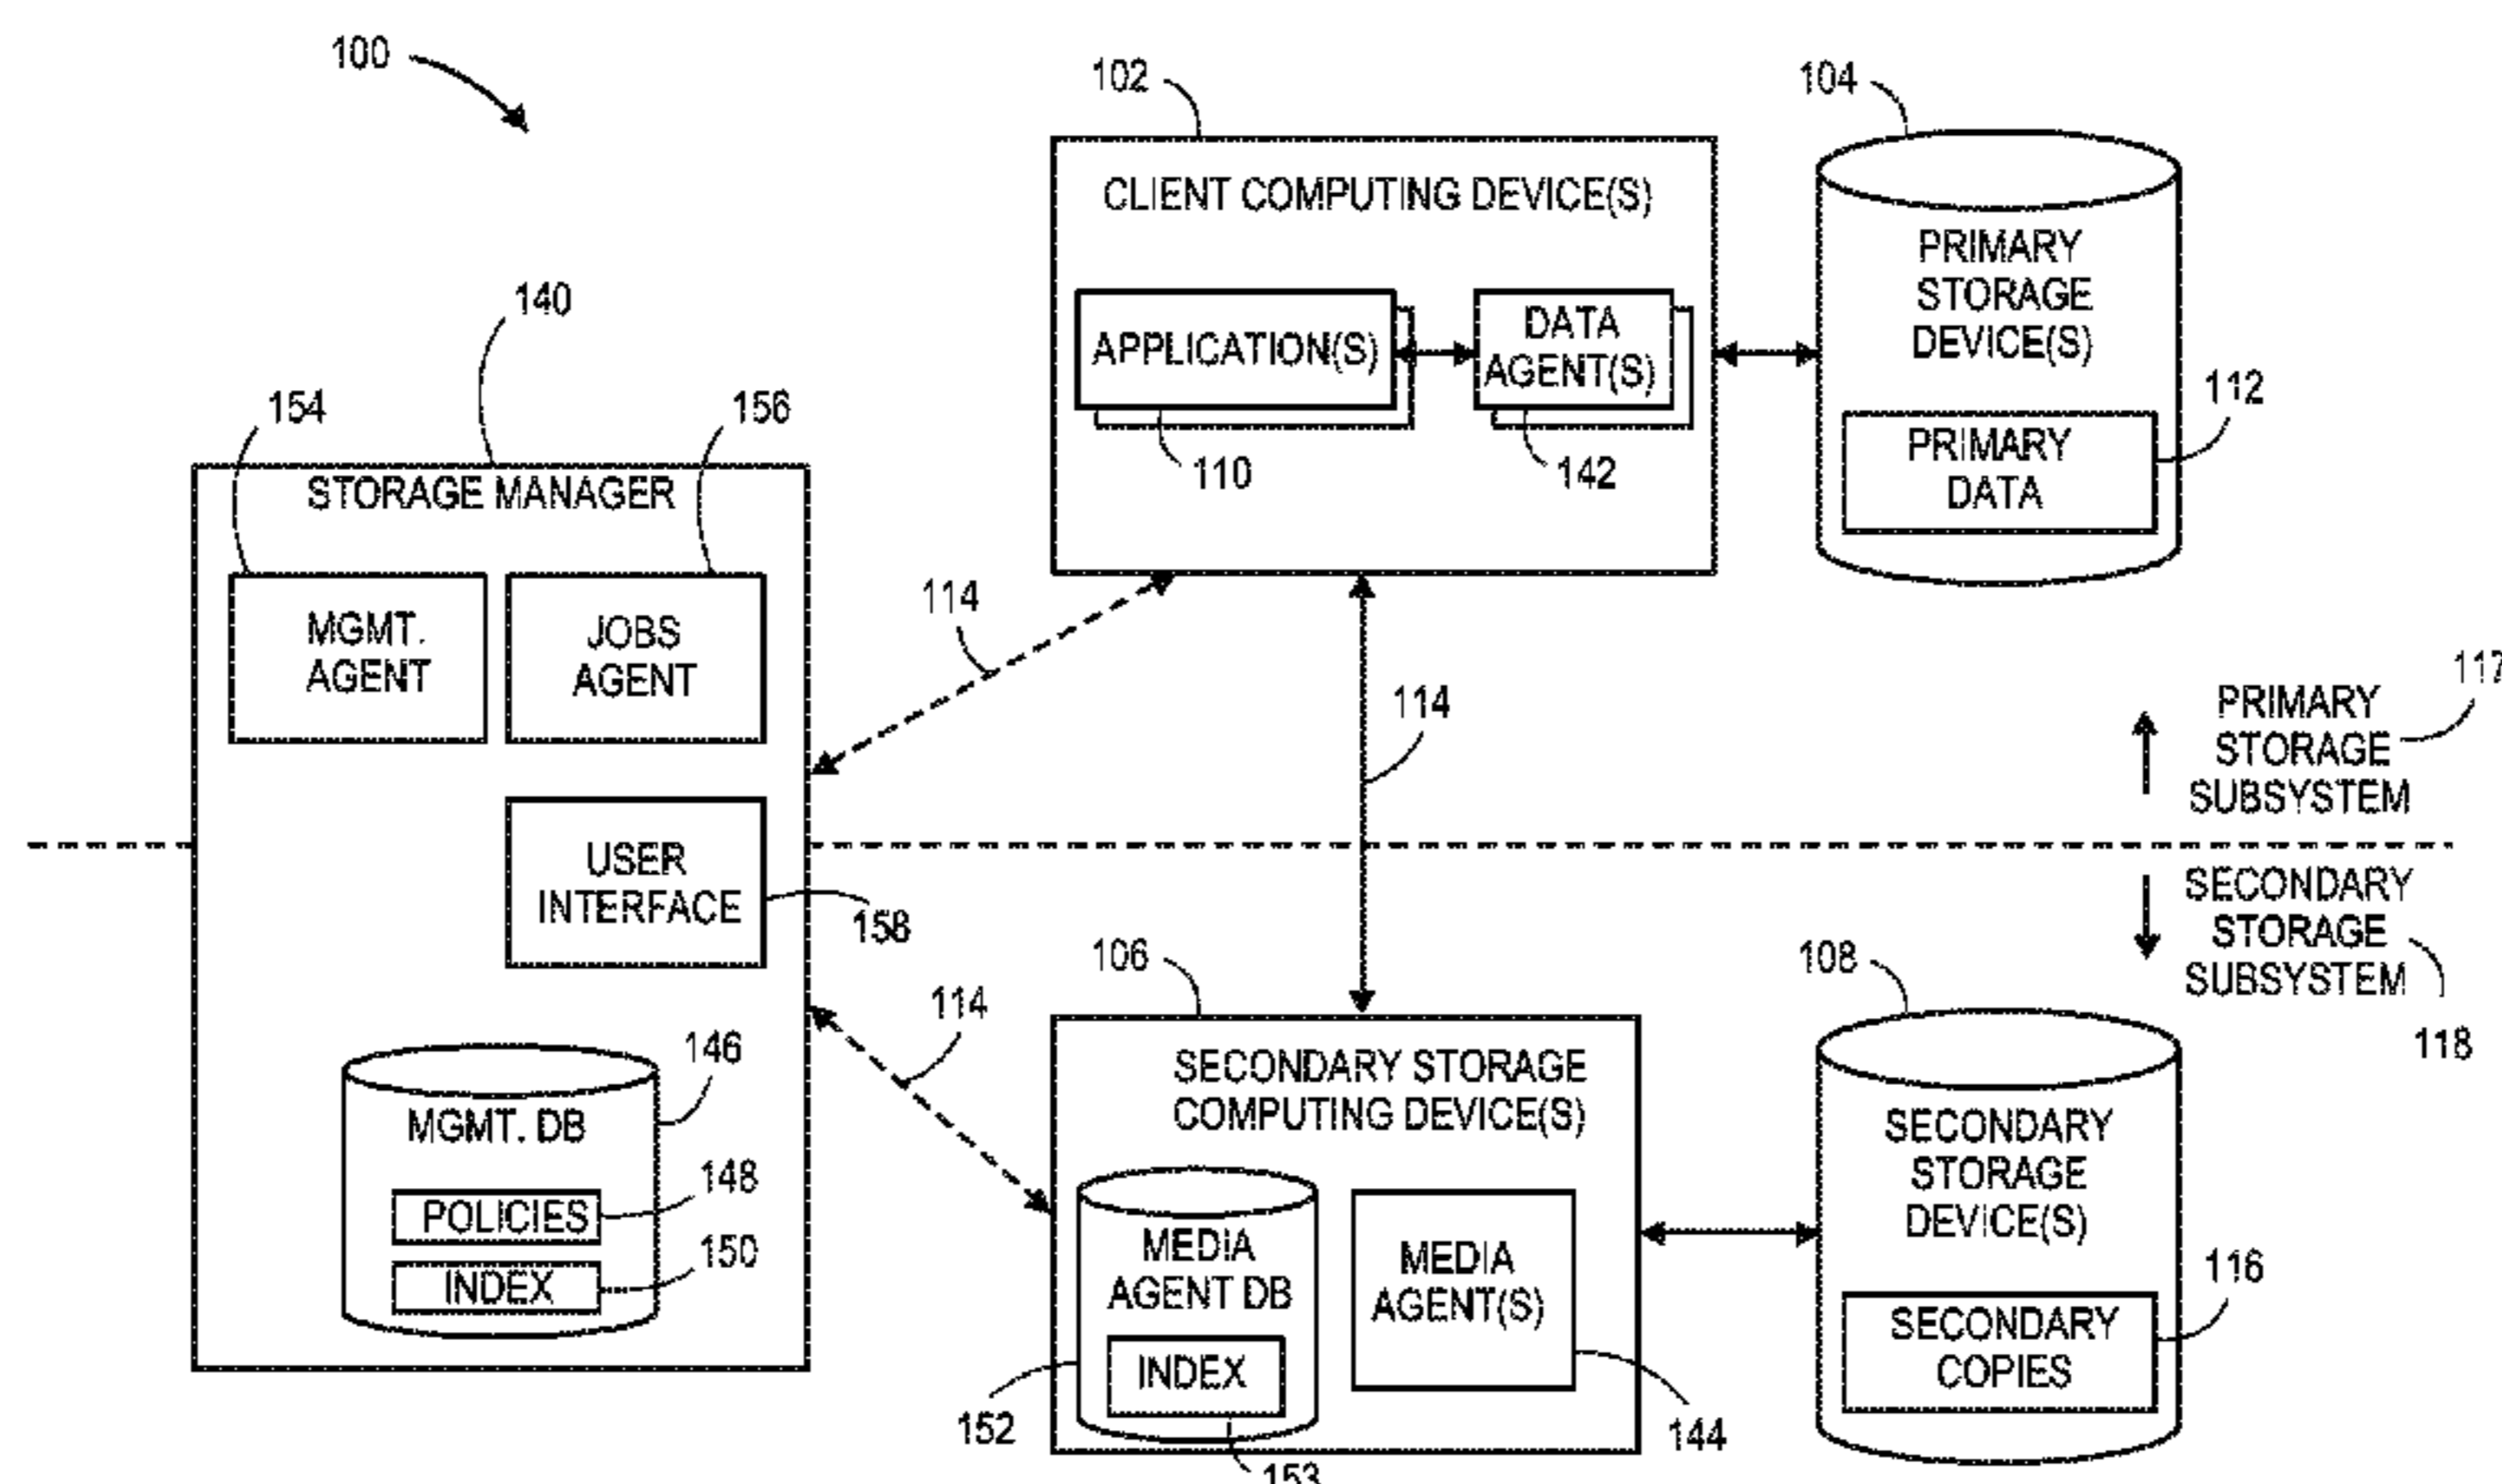 100
102
104
CLIENT COMPUTING DEVICE(S)
PRIMARY
STORAGE
DEVICE(S)
APPLICATION(S)
DATA
AGENT(S)
110
142
112
PRIMARY
DATA
140
154
156
STORAGE MANAGER
MGMT.
AGENT
JOBS
AGENT
114
114
117
PRIMARY
STORAGE
SUBSYSTEM
USER
INTERFACE
158
SECONDARY
STORAGE
SUBSYSTEM
118
114
106
108
146
MGMT. DB
POLICIES
148
INDEX
150
SECONDARY STORAGE
COMPUTING DEVICE(S)
MEDIA
AGENT DB
INDEX
MEDIA
AGENT(S)
152
153
144
SECONDARY
STORAGE
DEVICE(S)
116
SECONDARY
COPIES